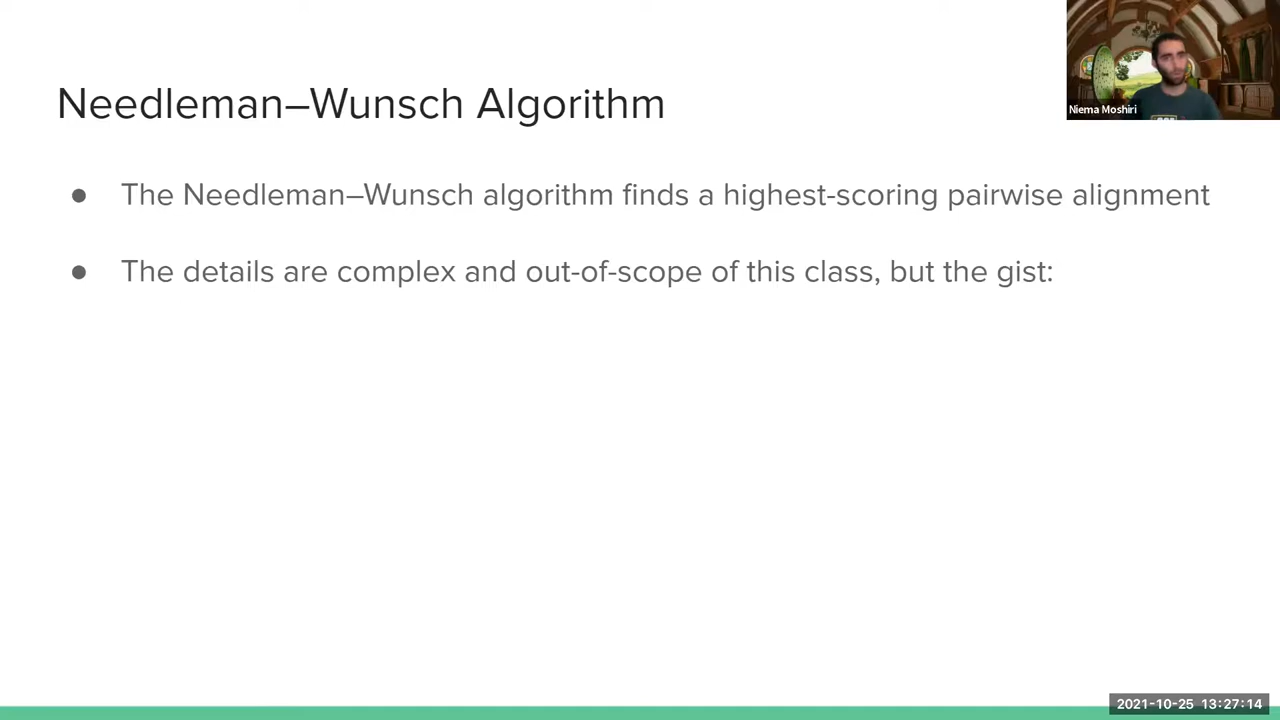 Needleman–Wunsch Algorithm
Niema Moshiri
● The Needleman–Wunsch algorithm finds a highest-scoring pairwise alignment
● The details are complex and out-of-scope of this class, but the gist:
2021-10-25 13:27:14